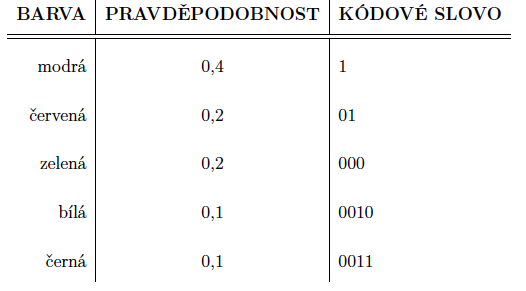 BARVA PRAVDĚPODOBNOST KÓDOVÉ SLOVO
modrá 0,4 1
červená 0,2 01
zelená 0,2 000
bílá 0,1 0010
černá 0,1 0011